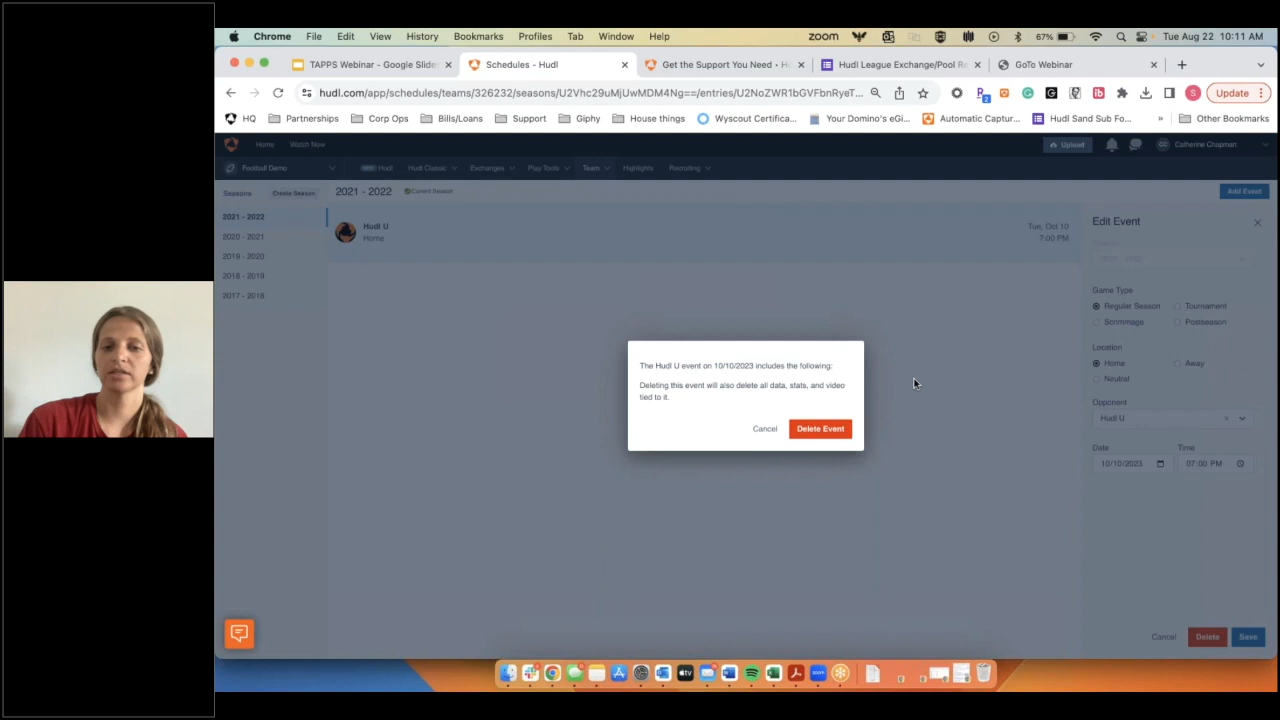 Chrome File Edit View History Bookmarks Profiles Tab Window Help
zoom 67% Tue Aug 22 10:11 AM
TAPPS Webinar - Google Slides
Schedules - Hudl
Get the Support You Need • H
Hudl League Exchange/Pool Re
GoTo Webinar
hudl.com/app/schedules/teams/326232/seasons/U2Vhc29uMjUwMDM4Ng==/entries/U2NoZWR1bGVFbnRyeT...
S
Update
HQ Partnerships Corp Ops Bills/Loans Support Giphy House things Wyscout Certifica... Your Domino's eGi... Automatic Captur... Hudl Sand Sub Fo... » Other Bookmarks
Home Watch Now Upload CC Catherine Chapman
Football Demo Hudl Hudl Classic Exchanges Play Tools Team Highlights Recruiting
Seasons Create Season 2021 - 2022 Current Season Add Event
2021 - 2022
2020 - 2021
2019 - 2020
2018 - 2019
2017 - 2018
Hudl U
Home
Tue, Oct 10
7:00 PM
The Hudl U event on 10/10/2023 includes the following:
Deleting this event will also delete all data, stats, and video
tied to it.
Cancel Delete Event
Edit Event
2021 - 2022
Game Type
Regular Season Tournament
Scrimmage Postseason
Location
Home Away
Neutral
Opponent
Hudl U
Date Time
10/10/2023 07:00 PM
Cancel Delete Save
tv
zoom